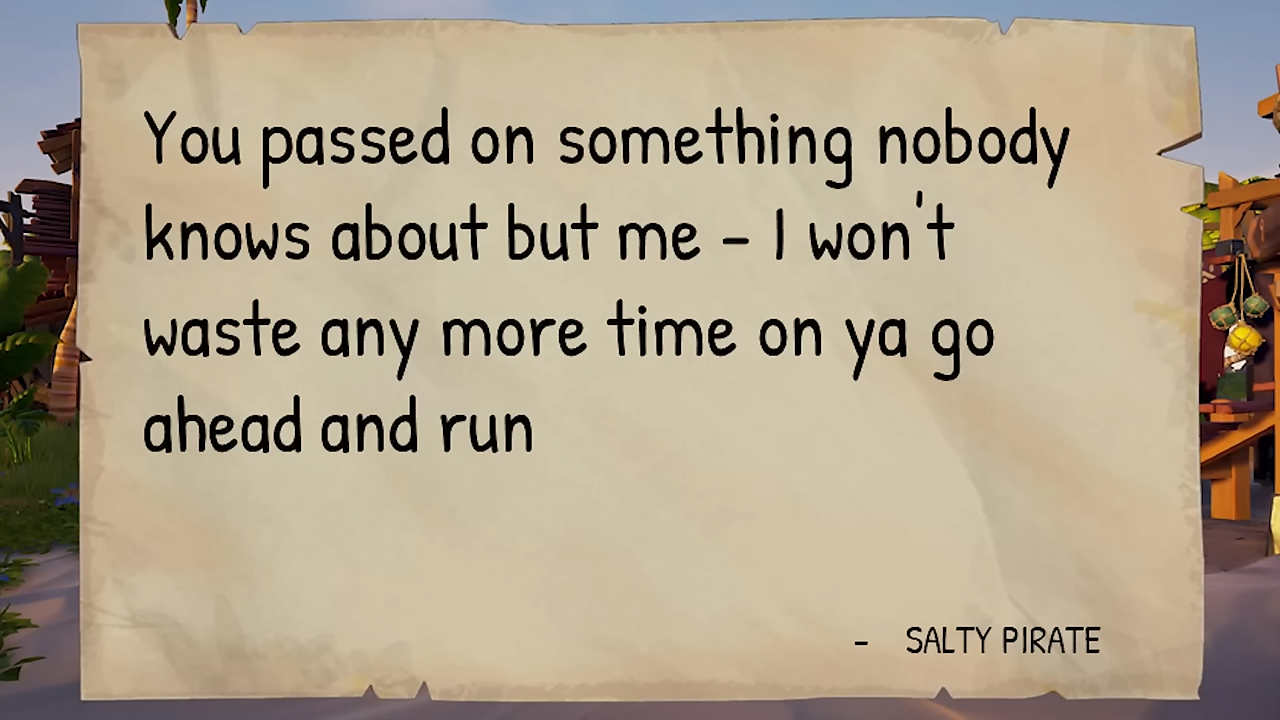 You passed on something nobody
knows about but me - I won't
waste any more time on ya go
ahead and run
- SALTY PIRATE